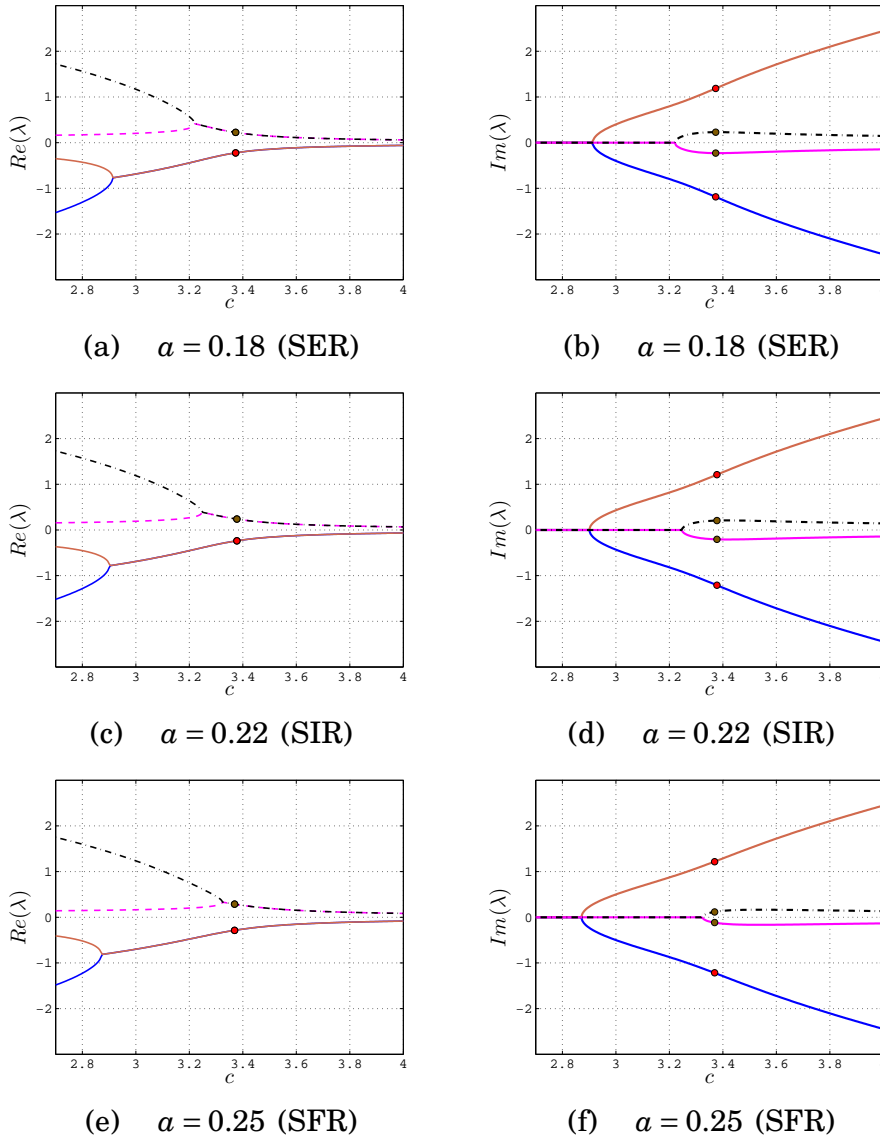 2
1
0
-1
-2
Re(λ)
2.8 3 3.2 3.4 3.6 3.8 4
c
2
1
0
-1
-2
Im(λ)
3 3.2 3.4 3.6 3.8
c
(a) a = 0.18 (SER)
(b) a = 0.18 (SER)
2
1
0
-1
-2
Re(λ)
2.8 3 3.2 3.4 3.6 3.8 4
c
2
1
0
-1
-2
Im(λ)
3 3.2 3.4 3.6 3.8
c
(c) a = 0.22 (SIR)
(d) a = 0.22 (SIR)
2
1
0
-1
-2
Re(λ)
2.8 3 3.2 3.4 3.6 3.8 4
c
2
1
0
-1
-2
Im(λ)
3 3.2 3.4 3.6 3.8
c
(e) a = 0.25 (SFR)
(f) a = 0.25 (SFR)